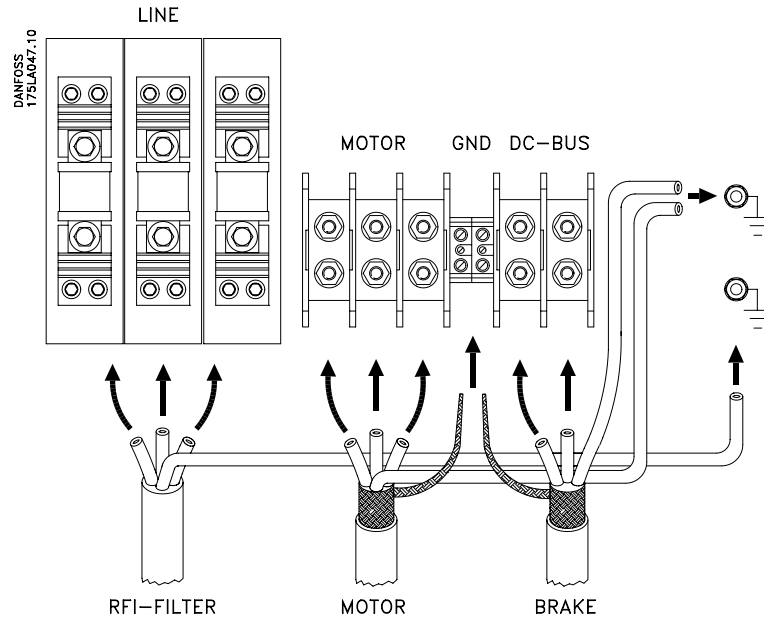 LINE
DANFOSS
175LA047.10
MOTOR
GND
DC-BUS
RFI-FILTER
MOTOR
BRAKE